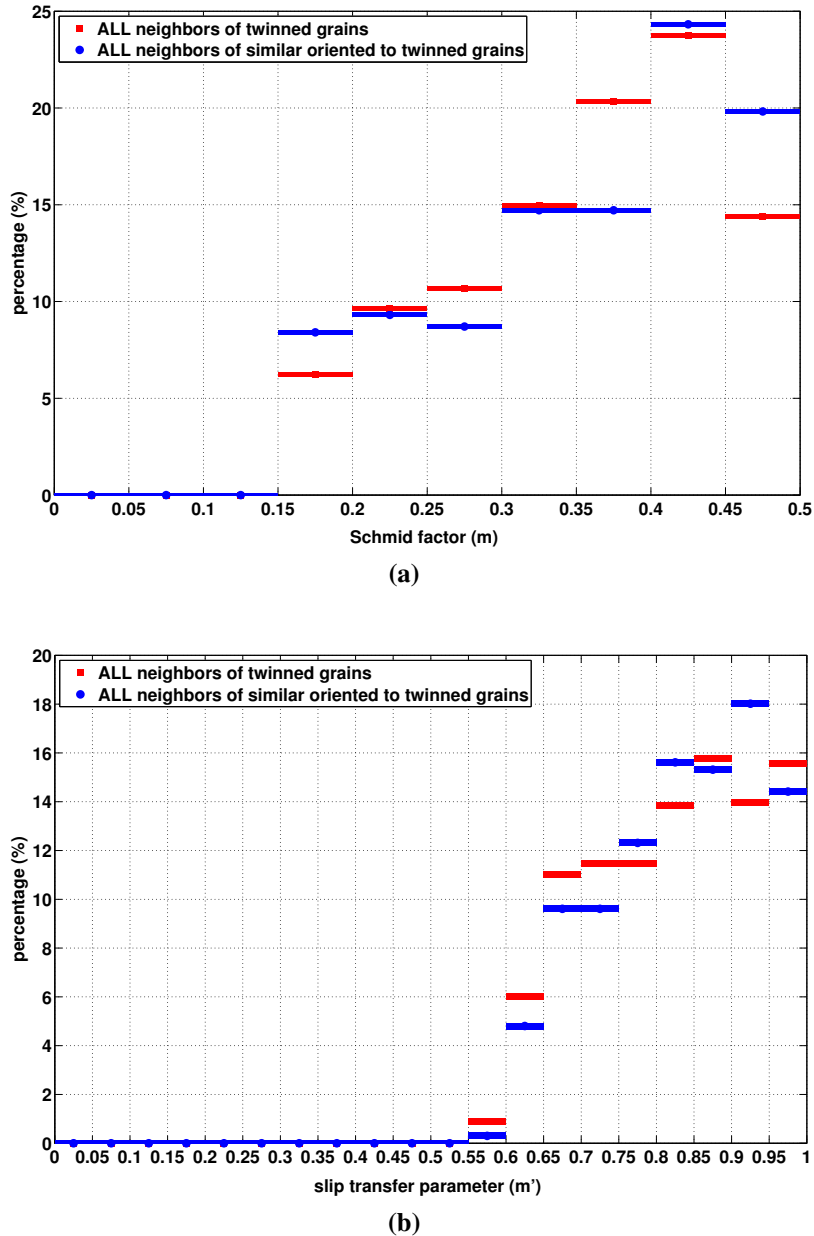 25
20
15
10
5
0
percentage (%)
ALL neighbors of twinned grains
ALL neighbors of similar oriented to twinned grains
0 0.05 0.1 0.15 0.2 0.25 0.3 0.35 0.4 0.45 0.5
Schmid factor (m)
(a)
20
18
16
14
12
10
8
6
4
2
0
percentage (%)
ALL neighbors of twinned grains
ALL neighbors of similar oriented to twinned grains
0 0.05 0.1 0.15 0.2 0.25 0.3 0.35 0.4 0.45 0.5 0.55 0.6 0.65 0.7 0.75 0.8 0.85 0.9 0.95 1
slip transfer parameter (m')
(b)